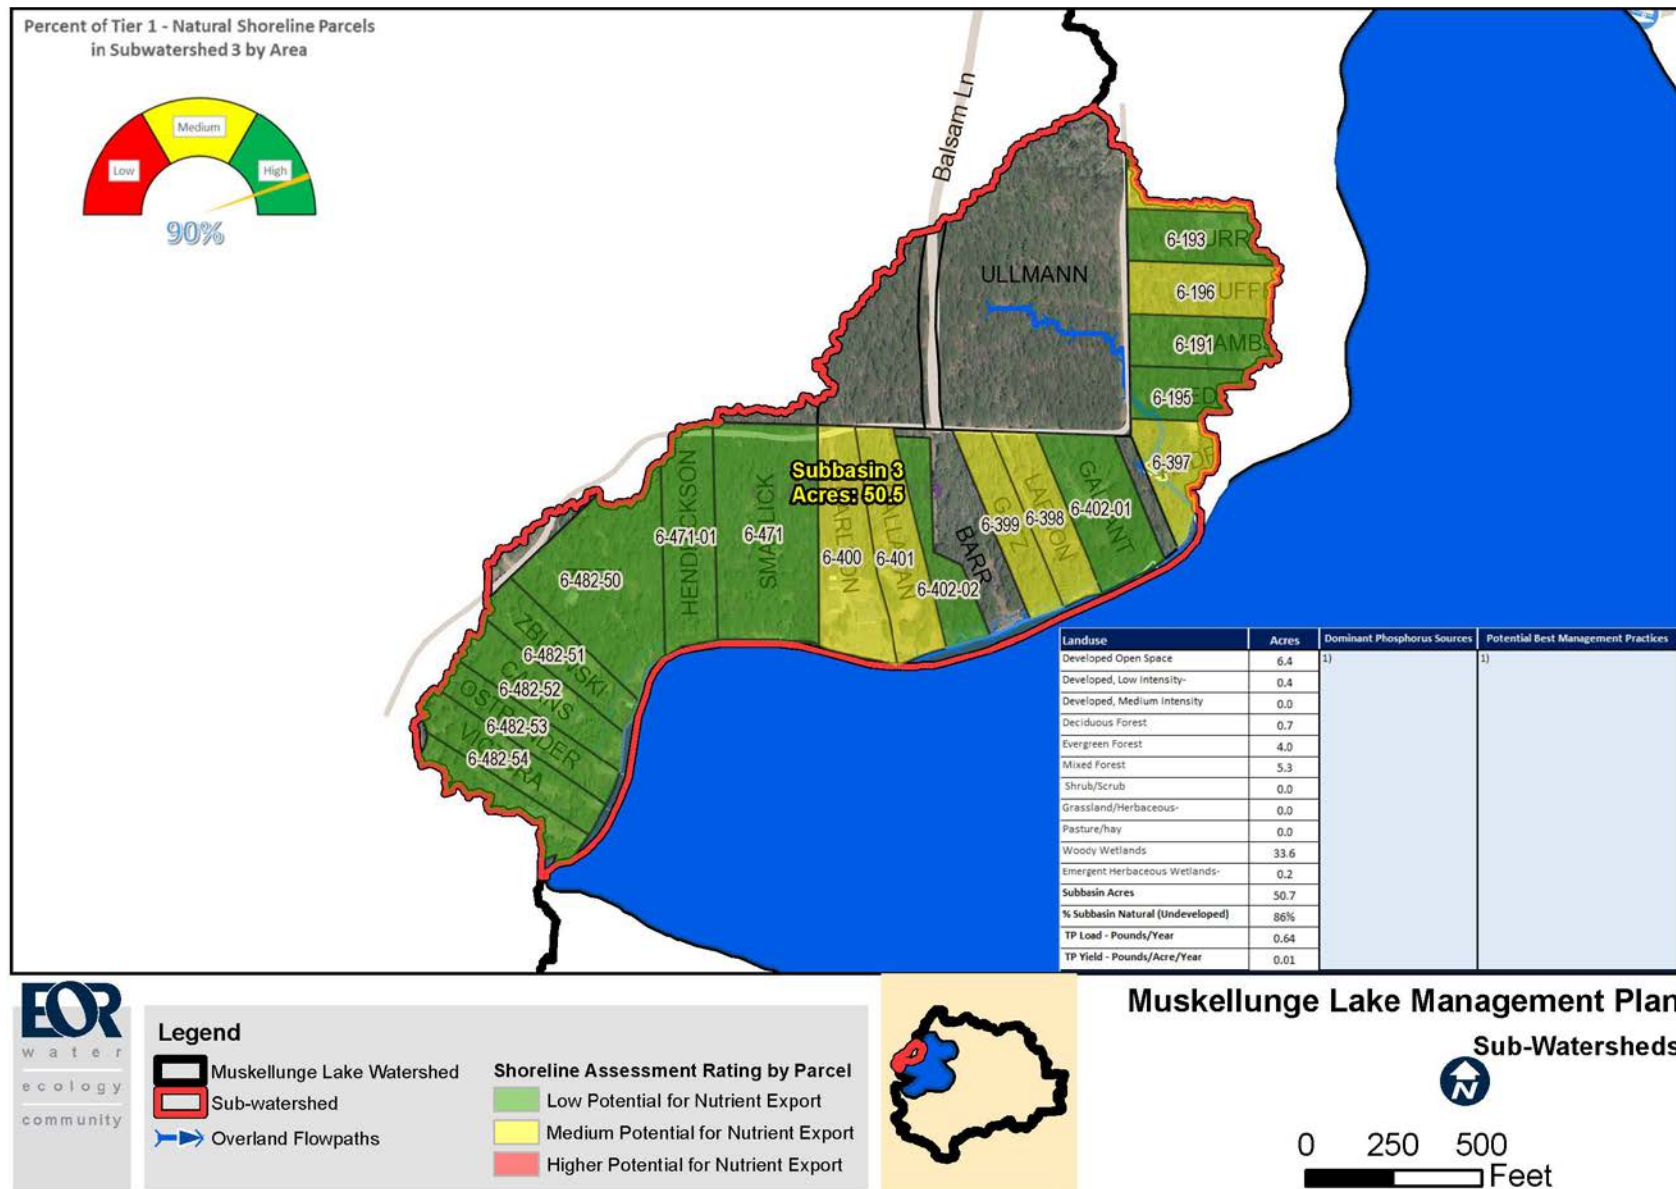 Percent of Tier 1 - Natural Shoreline Parcels
in Subwatershed 3 by Area
Low
Medium
High
90%
Balsam Ln
ULLMANN
6-193
6-196
6-191
6-195
6-397
Subbasin 3
Acres: 50.5
6-471-01
6-471
SMALLICK
6-400
6-401
6-402-02
BARR
6-399
6-398
6-402-01
6-482-50
6-482-51
6-482-52
6-482-53
6-482-54
Landuse Acres Dominant Phosphorus Sources Potential Best Management Practices
Developed Open Space 6.4 1) 1)
Developed, Low Intensity- 0.4
Developed, Medium Intensity 0.0
Deciduous Forest 0.7
Evergreen Forest 4.0
Mixed Forest 5.3
Shrub/Scrub 0.0
Grassland/Herbaceous- 0.0
Pasture/hay 0.0
Woody Wetlands 33.6
Emergent Herbaceous Wetlands- 0.2
Subbasin Acres 50.7
% Subbasin Natural (Undeveloped) 86%
TP Load - Pounds/Year 0.64
TP Yield - Pounds/Acre/Year 0.01
EOR
water
ecology
community
Legend
Muskellunge Lake Watershed
Sub-watershed
Overland Flowpaths
Shoreline Assessment Rating by Parcel
Low Potential for Nutrient Export
Medium Potential for Nutrient Export
Higher Potential for Nutrient Export
Muskellunge Lake Management Plan
Sub-Watersheds
N
0 250 500
Feet